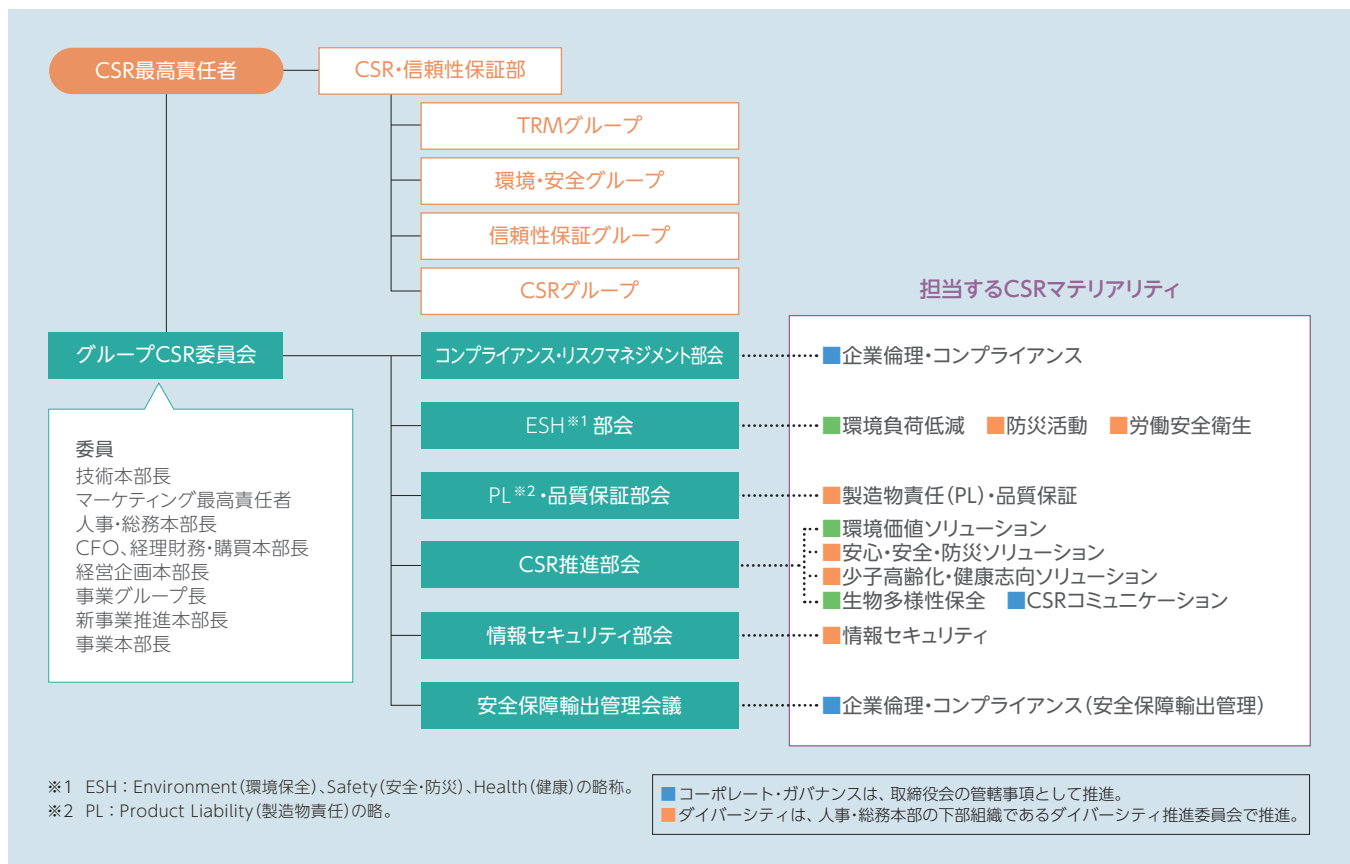 CSR最高責任者
CSR・信頼性保証部
TRMグループ
環境・安全グループ
信頼性保証グループ
CSRグループ
担当するCSRマテリアリティ
グループCSR委員会
委員
技術本部長
マーケティング最高責任者
人事・総務本部長
CFO、経理財務・購買本部長
経営企画本部長
事業グループ長
新事業推進本部長
事業本部長
コンプライアンス・リスクマネジメント部会
■企業倫理・コンプライアンス
ESH※1 部会
■環境負荷低減 ■防災活動 ■労働安全衛生
PL※2・品質保証部会
■製造物責任(PL)・品質保証
CSR推進部会
■環境価値ソリューション
■安心・安全・防災ソリューション
■少子高齢化・健康志向ソリューション
■生物多様性保全 ■CSRコミュニケーション
情報セキュリティ部会
■情報セキュリティ
安全保障輸出管理会議
■企業倫理・コンプライアンス(安全保障輸出管理)
※1 ESH：Environment(環境保全)、Safety(安全・防災)、Health(健康)の略称。
※2 PL：Product Liability(製造物責任)の略。
■コーポレート・ガバナンスは、取締役会の管轄事項として推進。
■ダイバーシティは、人事・総務本部の下部組織であるダイバーシティ推進委員会で推進。